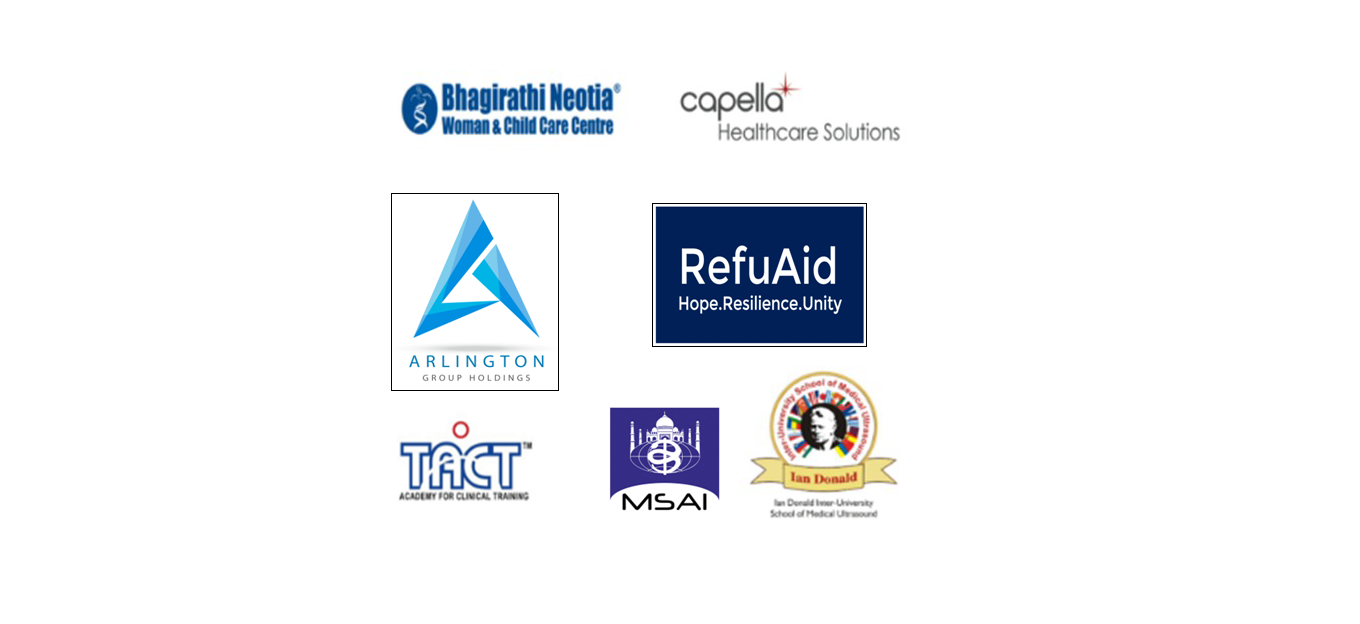 Bhagirathi Neotia®
Woman & Child Care Centre
capella
Healthcare Solutions
ARLINGTON
GROUP HOLDINGS
RefuAid
Hope.Resilience.Unity
TACT™
ACADEMY FOR CLINICAL TRAINING
MSAI
Inter-University School of Medical Ultrasound
Ian Donald
Ian Donald Inter-University
School of Medical Ultrasound